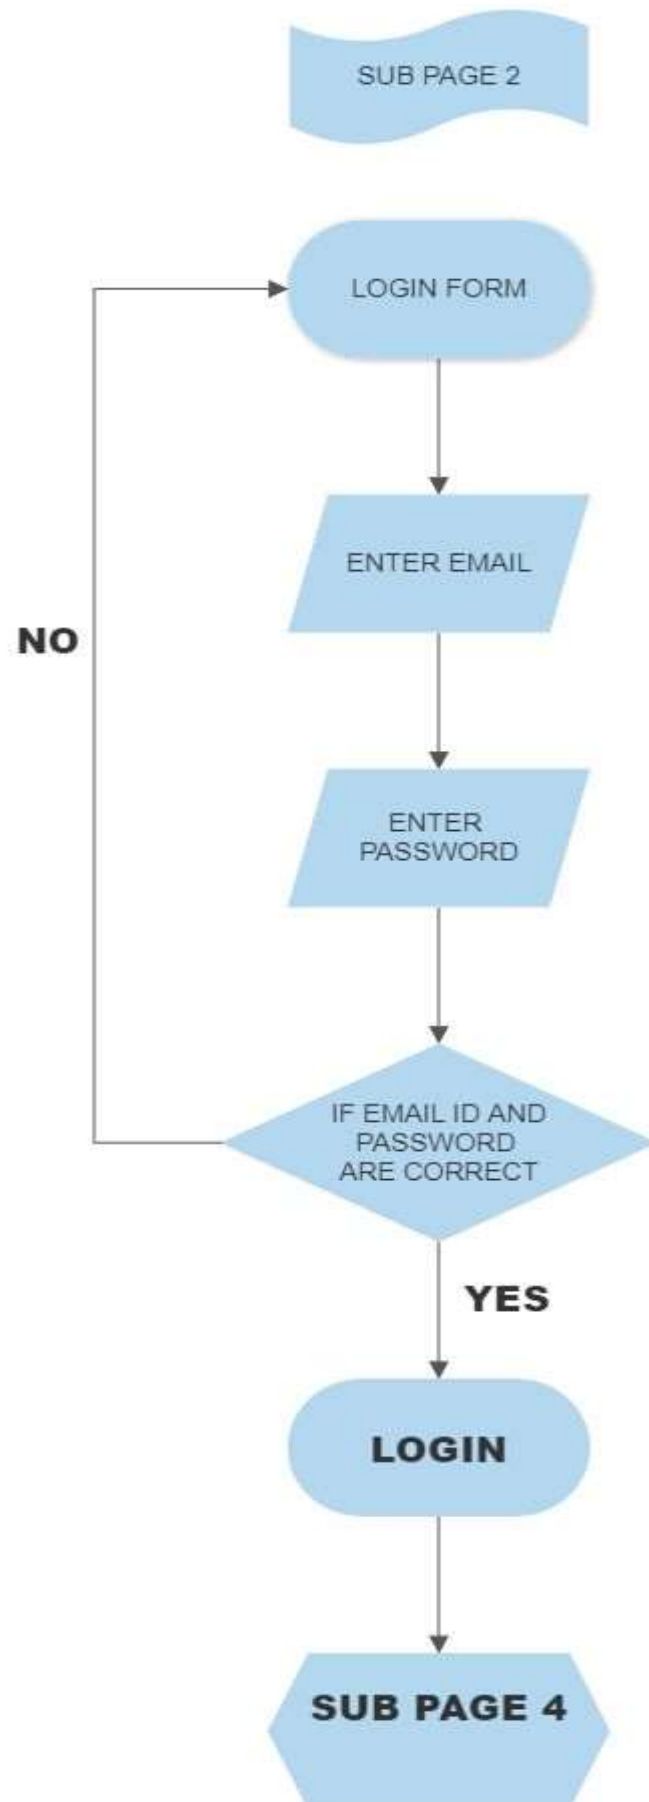 SUB PAGE 2
LOGIN FORM
ENTER EMAIL
NO
ENTER
PASSWORD
IF EMAIL ID AND
PASSWORD
ARE CORRECT
YES
LOGIN
SUB PAGE 4